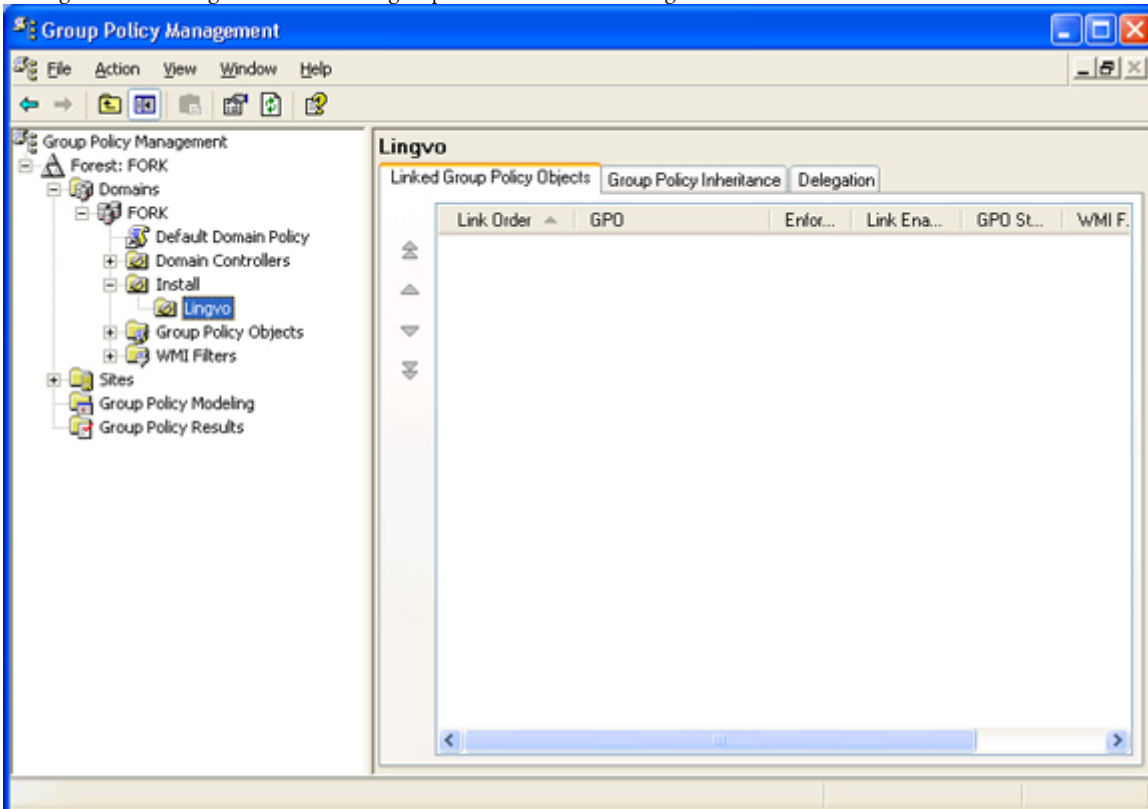 Group Policy Management
File Action View Window Help
Group Policy Management
Forest: FORK
Domains
FORK
Default Domain Policy
Domain Controllers
Install
Lingvo
Group Policy Objects
WMI Filters
Sites
Group Policy Modeling
Group Policy Results
Lingvo
Linked Group Policy Objects Group Policy Inheritance Delegation
Link Order GPO Enfor... Link Ena... GPO St... WMI F.